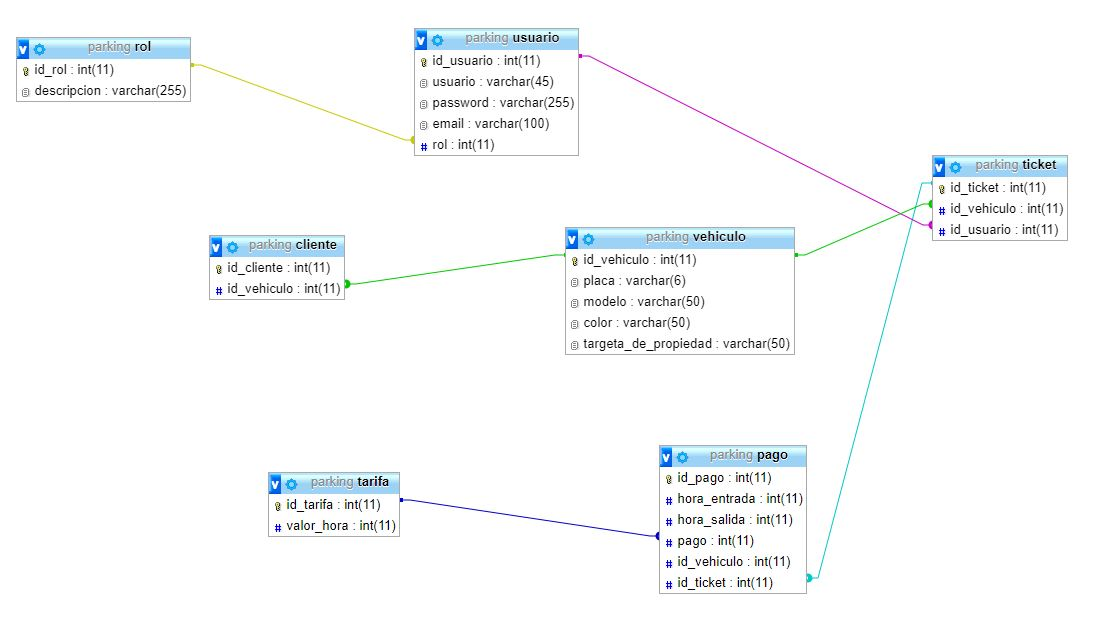 parking rol
id_rol : int(11)
descripcion : varchar(255)
parking usuario
id_usuario : int(11)
usuario : varchar(45)
password : varchar(255)
email : varchar(100)
rol : int(11)
parking ticket
id_ticket : int(11)
id_vehiculo : int(11)
id_usuario : int(11)
parking cliente
id_cliente : int(11)
id_vehiculo : int(11)
parking vehiculo
id_vehiculo : int(11)
placa : varchar(6)
modelo : varchar(50)
color : varchar(50)
targeta_de_propiedad : varchar(50)
parking tarifa
id_tarifa : int(11)
valor_hora : int(11)
parking pago
id_pago : int(11)
hora_entrada : int(11)
hora_salida : int(11)
pago : int(11)
id_vehiculo : int(11)
id_ticket : int(11)